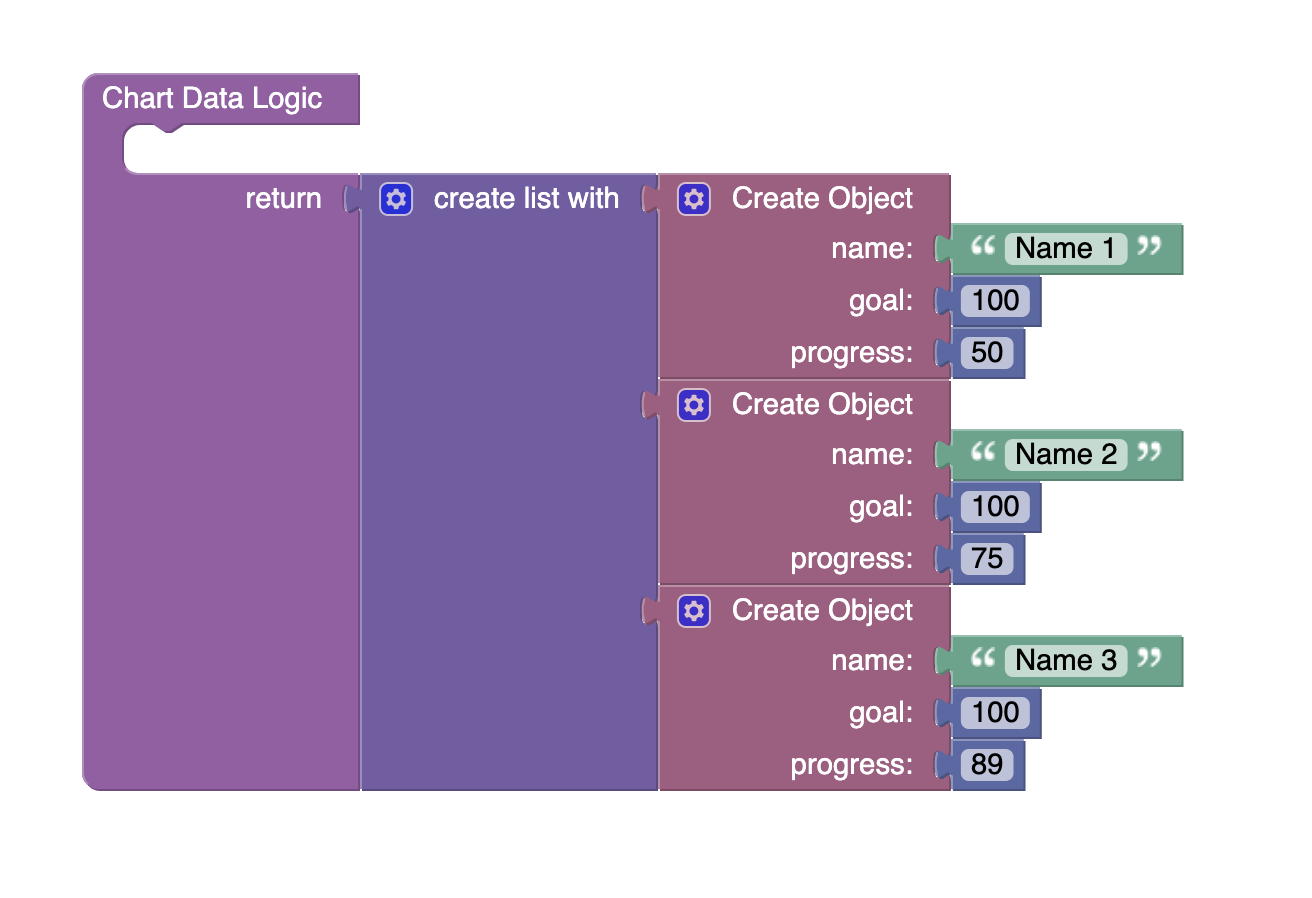 Chart Data Logic
return create list with Create Object
name: “ Name 1 ”
goal: 100
progress: 50
Create Object
name: “ Name 2 ”
goal: 100
progress: 75
Create Object
name: “ Name 3 ”
goal: 100
progress: 89